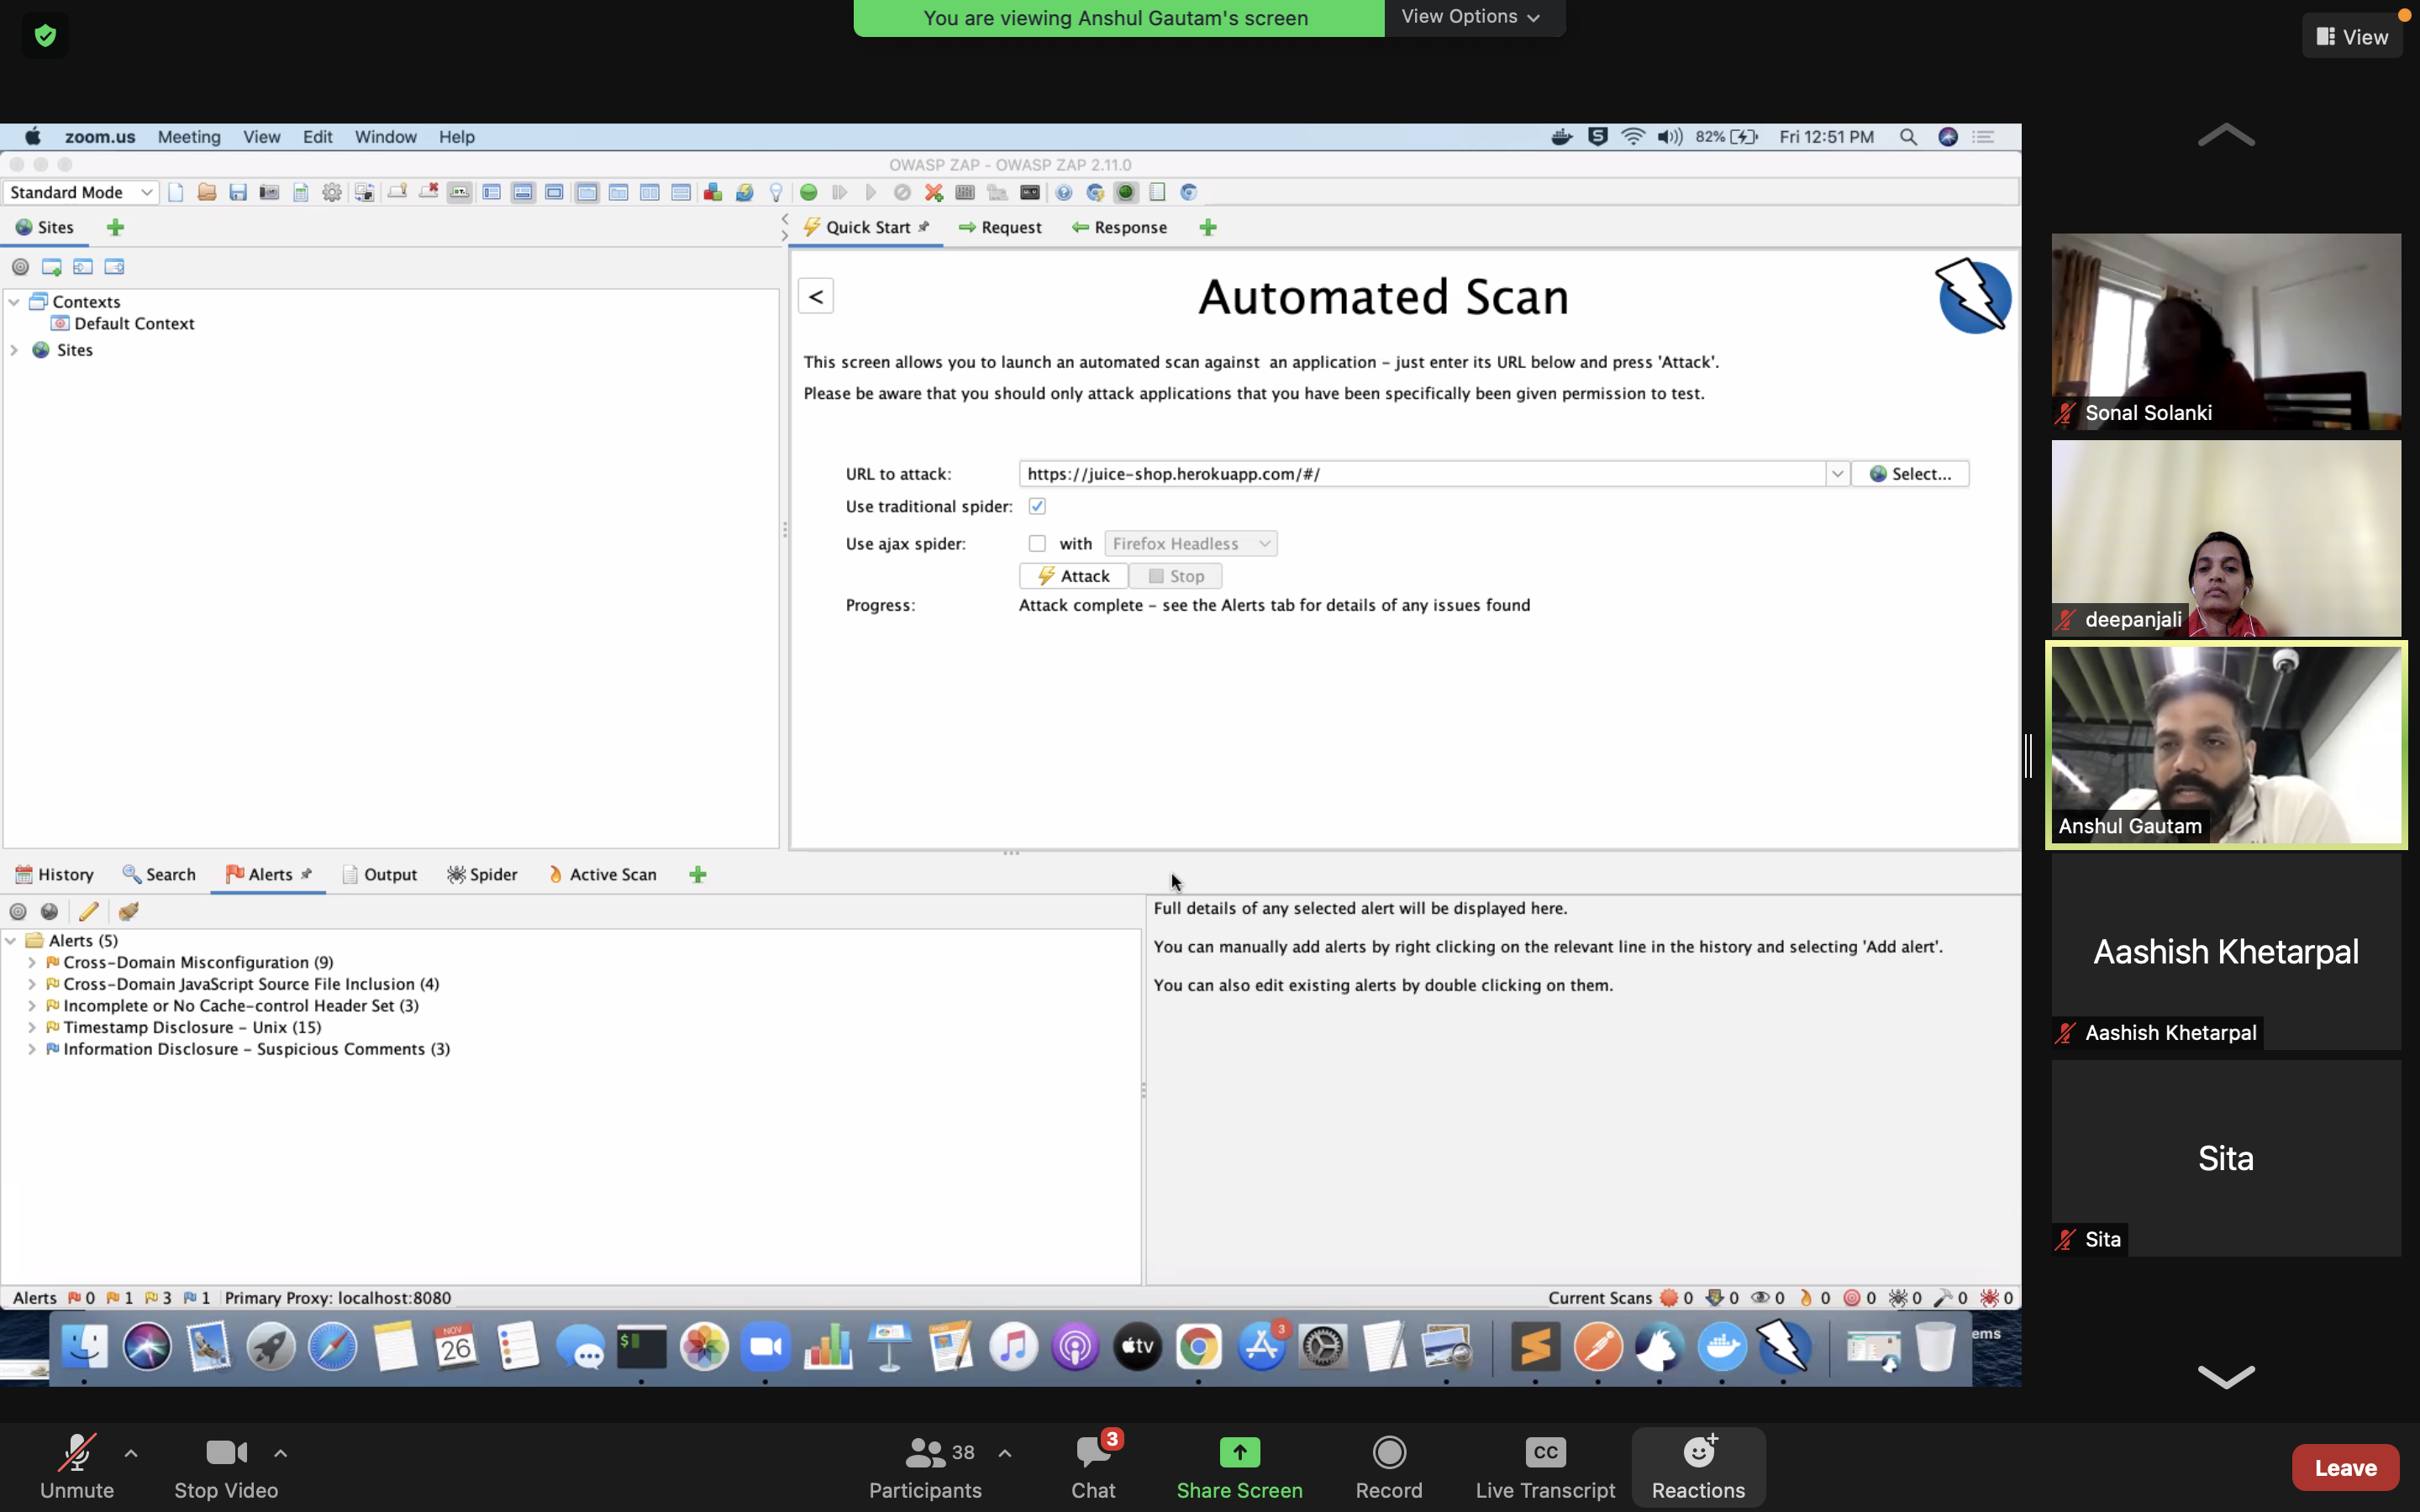 You are viewing Anshul Gautam's screen
View Options
View
zoom.us Meeting View Edit Window Help
82% Fri 12:51 PM
OWASP ZAP - OWASP ZAP 2.11.0
Standard Mode
Sites
Quick Start Request Response
Contexts
Default Context
Sites
<
Automated Scan
This screen allows you to launch an automated scan against an application – just enter its URL below and press 'Attack'.
Please be aware that you should only attack applications that you have been specifically been given permission to test.
URL to attack: https://juice-shop.herokuapp.com/#/ Select...
Use traditional spider:
Use ajax spider: with Firefox Headless
Attack Stop
Progress: Attack complete – see the Alerts tab for details of any issues found
History Search Alerts Output Spider Active Scan
Alerts (5)
Cross-Domain Misconfiguration (9)
Cross-Domain JavaScript Source File Inclusion (4)
Incomplete or No Cache-control Header Set (3)
Timestamp Disclosure – Unix (15)
Information Disclosure – Suspicious Comments (3)
Full details of any selected alert will be displayed here.
You can manually add alerts by right clicking on the relevant line in the history and selecting 'Add alert'.
You can also edit existing alerts by double clicking on them.
Alerts 0 1 3 1 Primary Proxy: localhost:8080
Current Scans 0 0 0 0 0 0 0 0
NOV
26
$
tv
3
ems
Sonal Solanki
deepanjali
Anshul Gautam
Aashish Khetarpal
Aashish Khetarpal
Sita
Sita
Unmute
Stop Video
38
Participants
3
Chat
Share Screen
Record
CC
Live Transcript
Reactions
Leave